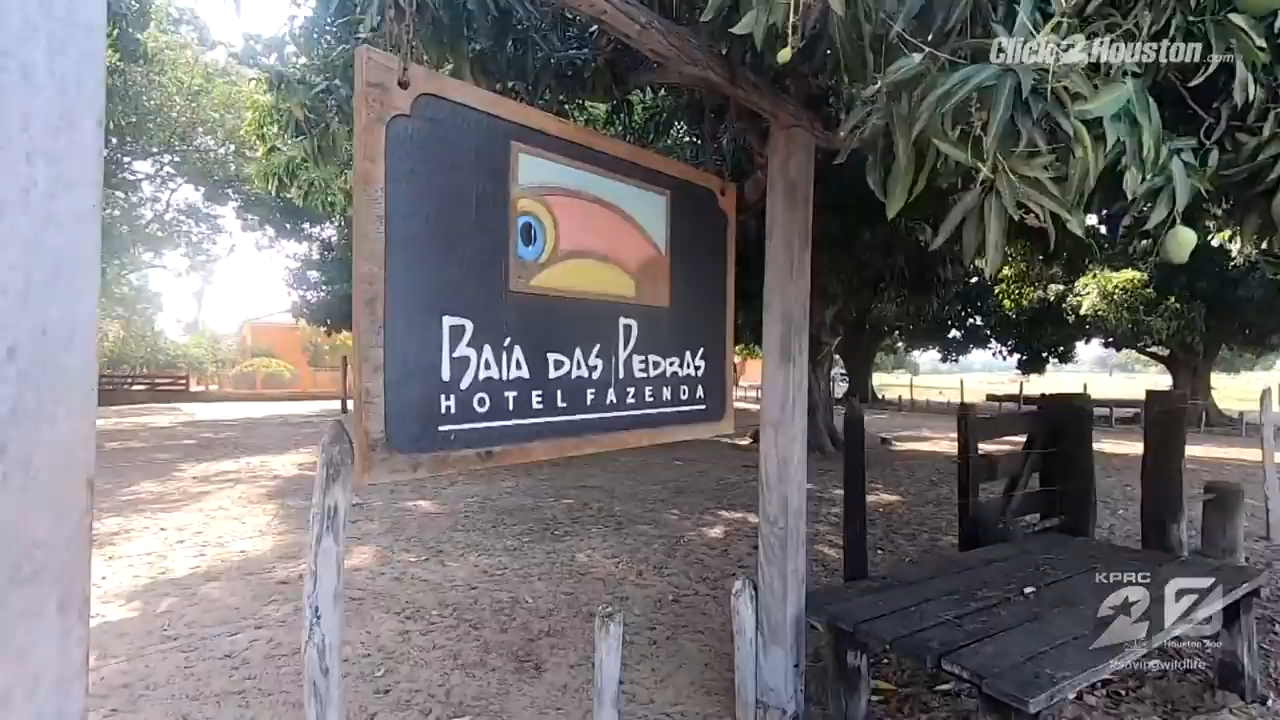 Click2Houston.com
BAÍA DAS PEDRAS
HOTEL FAZENDA
KPRC
2
Houston Zoo
#savingwildlife